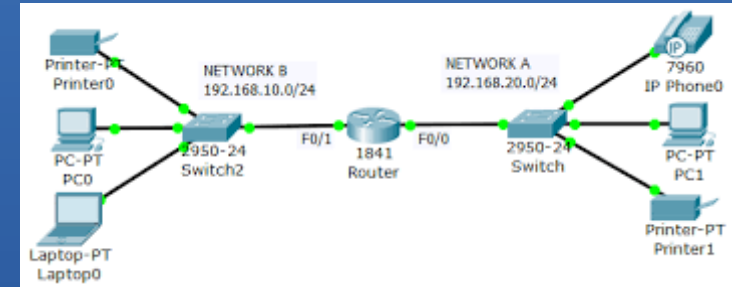 Printer-PT
Printer0
NETWORK B
192.168.10.0/24
PC-PT
PC0
2950-24
Switch2
Laptop-PT
Laptop0
F0/1
1841
Router
F0/0
NETWORK A
192.168.20.0/24
2950-24
Switch
IP
7960
IP Phone0
PC-PT
PC1
Printer-PT
Printer1